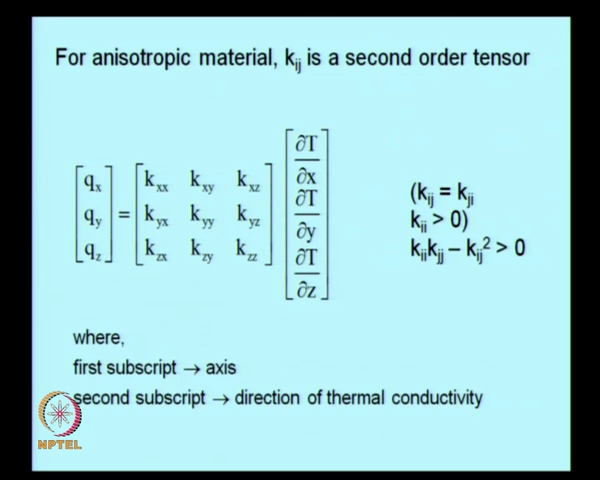 For anisotropic material, kij is a second order tensor
∂T
∂x
qx kxx kxy kxz ∂T (kij = kji
qy = kyx kyy kyz ∂y kii > 0)
qz kzx kzy kzz ∂T kiikjj – kij² > 0
∂z
where,
first subscript → axis
second subscript → direction of thermal conductivity
NPTEL